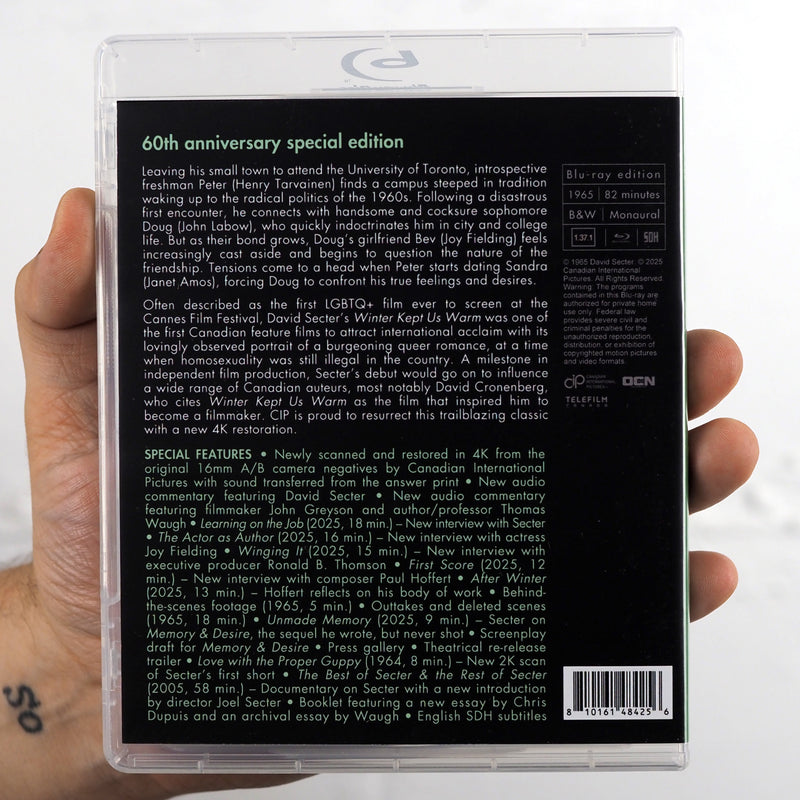 60th anniversary special edition
Leaving his small town to attend the University of Toronto, introspective
freshman Peter (Henry Tarvainen) finds a campus steeped in tradition
waking up to the radical politics of the 1960s. Following a disastrous
first encounter, he connects with handsome and cocksure sophomore
Doug (John Labow), who quickly indoctrinates him in city and college
life. But as their bond grows, Doug's girlfriend Bev (Joy Fielding) feels
increasingly cast aside and begins to question the nature of the
friendship. Tensions come to a head when Peter starts dating Sandra
(Janet Amos), forcing Doug to confront his true feelings and desires.
Often described as the first LGBTQ+ film ever to screen at the
Cannes Film Festival, David Secter's Winter Kept Us Warm was one of
the first Canadian feature films to attract international acclaim with its
lovingly observed portrait of a burgeoning queer romance, at a time
when homosexuality was still illegal in the country. A milestone in
independent film production, Secter's debut would go on to influence
a wide range of Canadian auteurs, most notably David Cronenberg,
who cites Winter Kept Us Warm as the film that inspired him to
become a filmmaker. CIP is proud to resurrect this trailblazing classic
with a new 4K restoration.
SPECIAL FEATURES • Newly scanned and restored in 4K from the
original 16mm A/B camera negatives by Canadian International
Pictures with sound transferred from the answer print • New audio
commentary featuring David Secter • New audio commentary
featuring filmmaker John Greyson and author/professor Thomas
Waugh • Learning on the Job (2025, 18 min.) – New interview with Secter
• The Actor as Author (2025, 16 min.) – New interview with actress
Joy Fielding • Winging It (2025, 15 min.) – New interview with
executive producer Ronald B. Thomson • First Score (2025, 12
min.) – New interview with composer Paul Hoffert • After Winter
(2025, 13 min.) – Hoffert reflects on his body of work • Behind-
the-scenes footage (1965, 5 min.) • Outtakes and deleted scenes
(1965, 18 min.) • Unmade Memory (2025, 9 min.) – Secter on
Memory & Desire, the sequel he wrote, but never shot • Screenplay
draft for Memory & Desire • Press gallery • Theatrical re-release
trailer • Love with the Proper Guppy (1964, 8 min.) – New 2K scan
of Secter's first short • The Best of Secter & the Rest of Secter
(2005, 58 min.) – Documentary on Secter with a new introduction
by director Joel Secter • Booklet featuring a new essay by Chris
Dupuis and an archival essay by Waugh • English SDH subtitles
Blu-ray edition
1965 | 82 minutes
B&W | Monaural
1.37:1 SDH
© 1965 David Secter. © 2025
Canadian International
Pictures. All Rights Reserved.
Warning: The programs
contained in this Blu-ray are
authorized for private home
use only. Federal law
provides severe civil and
criminal penalties for the
unauthorized reproduction,
distribution, or exhibition of
copyrighted motion pictures
and video formats.
cip CANADIAN INTERNATIONAL PICTURES OCN
TELEFILM
CANADA
8 10161 48425 6
So